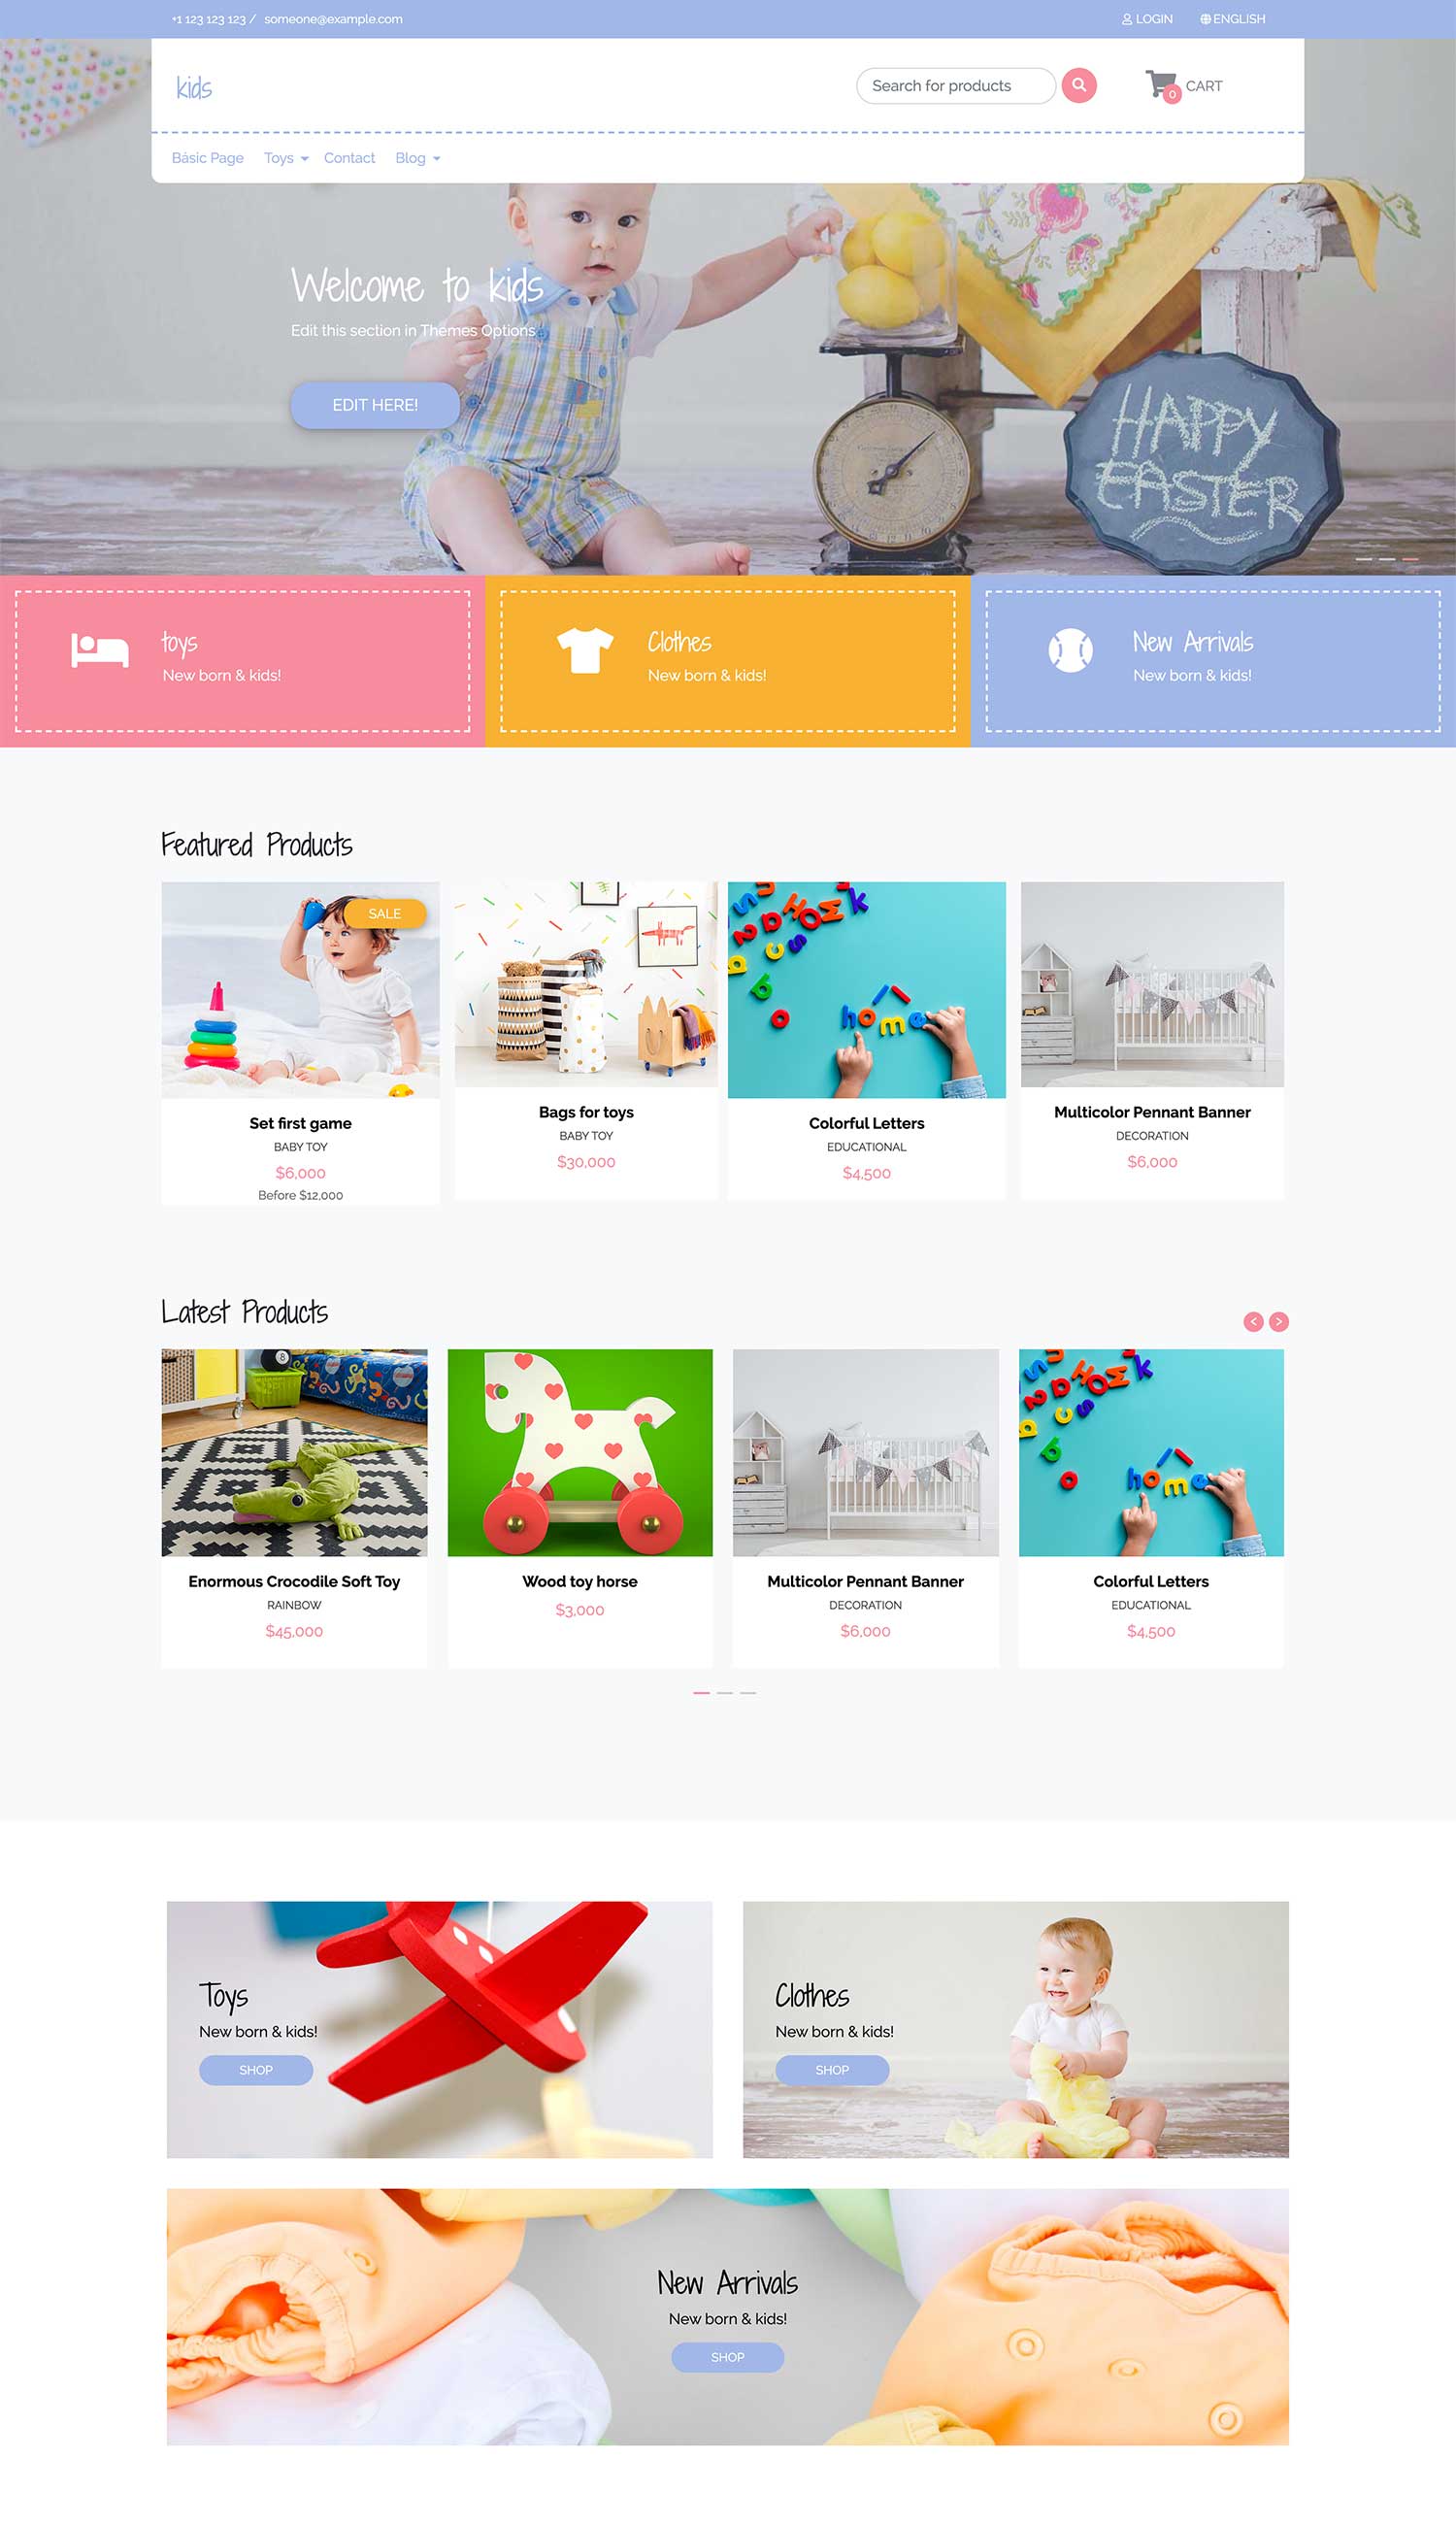 +1 123 123 123 / someone@example.com
LOGIN ENGLISH
kids
Search for products
0 CART
Básic Page Toys Contact Blog
Welcome to kids
Edit this section in Themes Options
EDIT HERE!
HAPPY
EASTER
toys
New born & kids!
Clothes
New born & kids!
New Arrivals
New born & kids!
Featured Products
SALE
home
Set first game
BABY TOY
$6,000
Before $12,000
Bags for toys
BABY TOY
$30,000
Colorful Letters
EDUCATIONAL
$4,500
Multicolor Pennant Banner
DECORATION
$6,000
Latest Products
< >
8
home
Enormous Crocodile Soft Toy
RAINBOW
$45,000
Wood toy horse
$3,000
Multicolor Pennant Banner
DECORATION
$6,000
Colorful Letters
EDUCATIONAL
$4,500
Toys
New born & kids!
SHOP
Clothes
New born & kids!
SHOP
New Arrivals
New born & kids!
SHOP